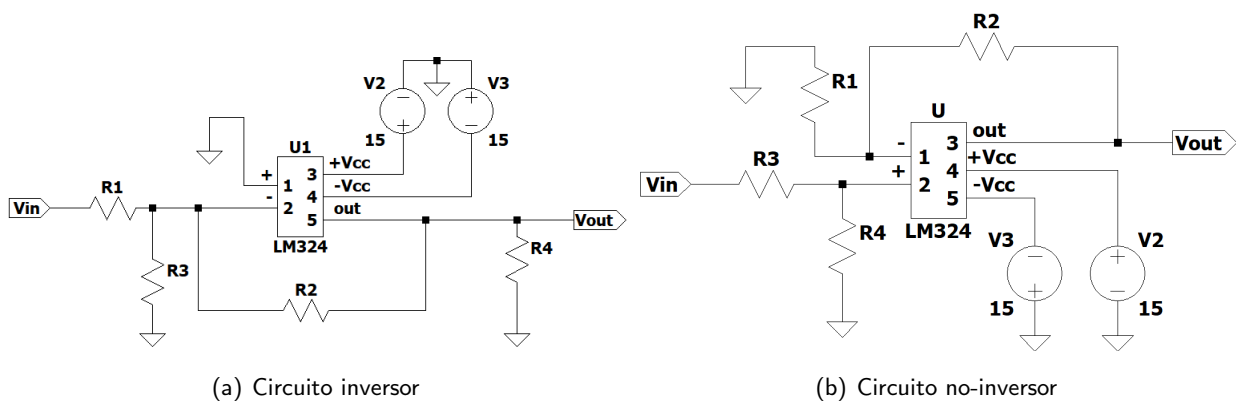 V2
V3
15
15
U1
+
-
1
2
3
4
5
+Vcc
-Vcc
out
LM324
Vin
R1
R3
R2
R4
Vout
(a) Circuito inversor
R2
R1
U
-
+
1
2
3
4
5
out
+Vcc
-Vcc
LM324
Vout
Vin
R3
R4
V3
V2
15
15
(b) Circuito no-inversor